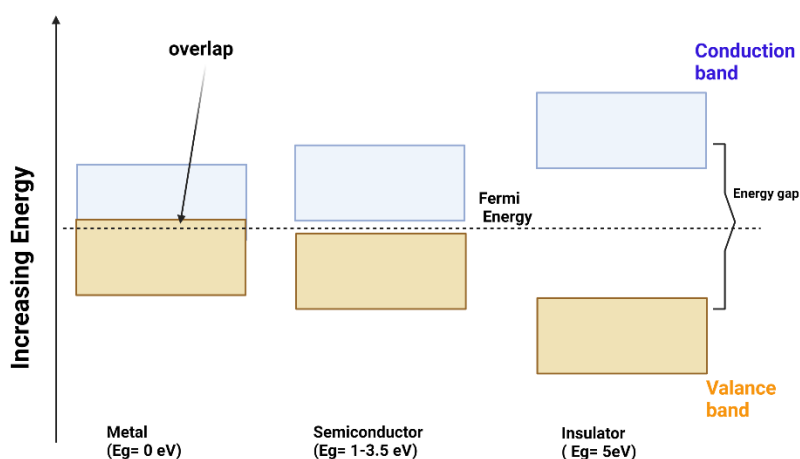 overlap
Conduction
band
Fermi
Energy
Energy gap
Increasing Energy
Valance
band
Metal
(Eg= 0 eV)
Semiconductor
(Eg= 1-3.5 eV)
Insulator
( Eg= 5eV)